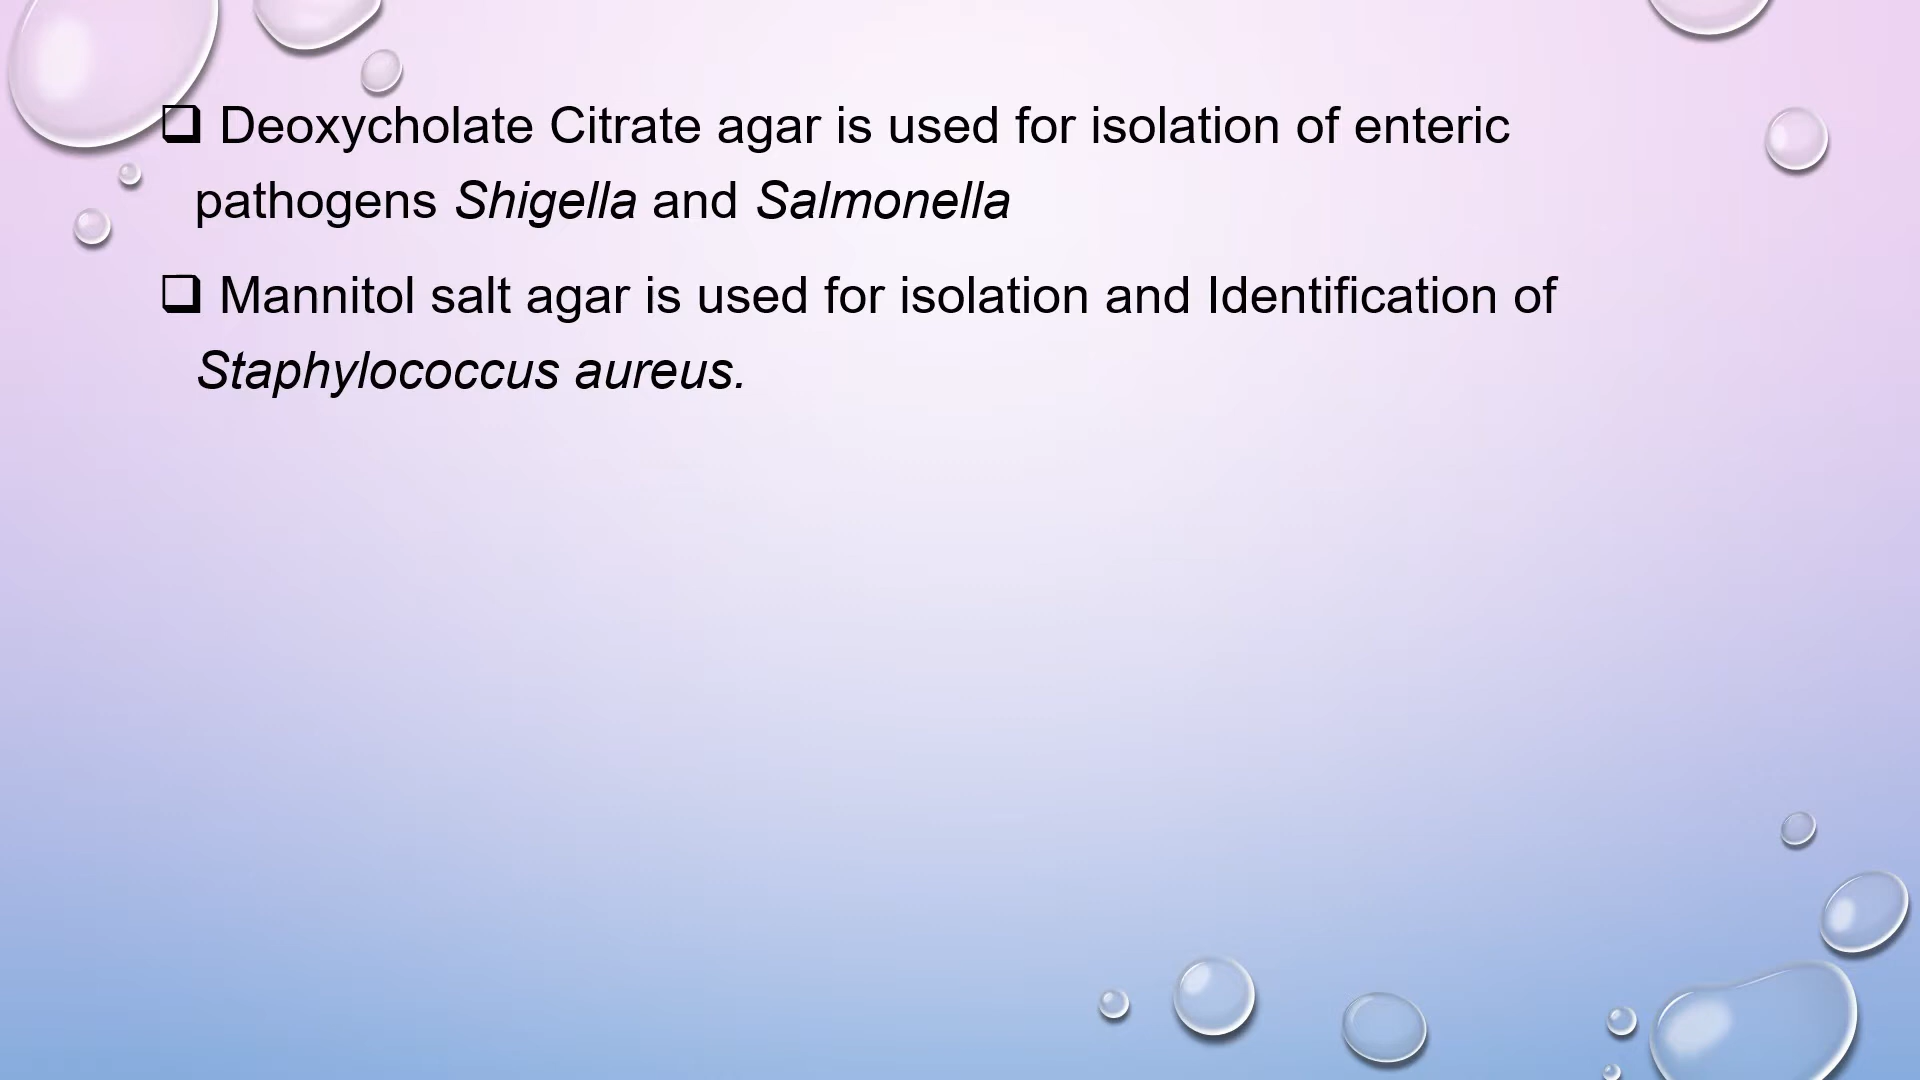 ❑ Deoxycholate Citrate agar is used for isolation of enteric
pathogens Shigella and Salmonella
❑ Mannitol salt agar is used for isolation and Identification of
Staphylococcus aureus.